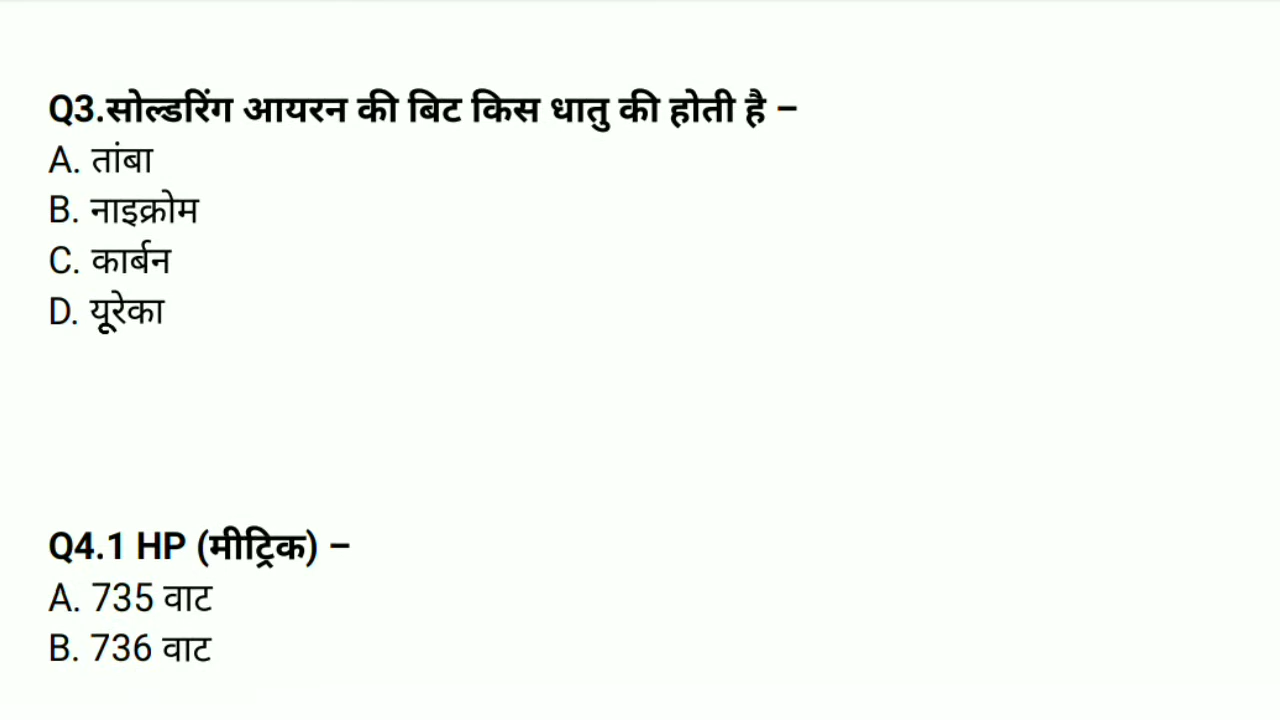 Q3.सोल्डरिंग आयरन की बिट किस धातु की होती है –
A. तांबा
B. नाइक्रोम
C. कार्बन
D. यूरेका
Q4.1 HP (मीट्रिक) –
A. 735 वाट
B. 736 वाट